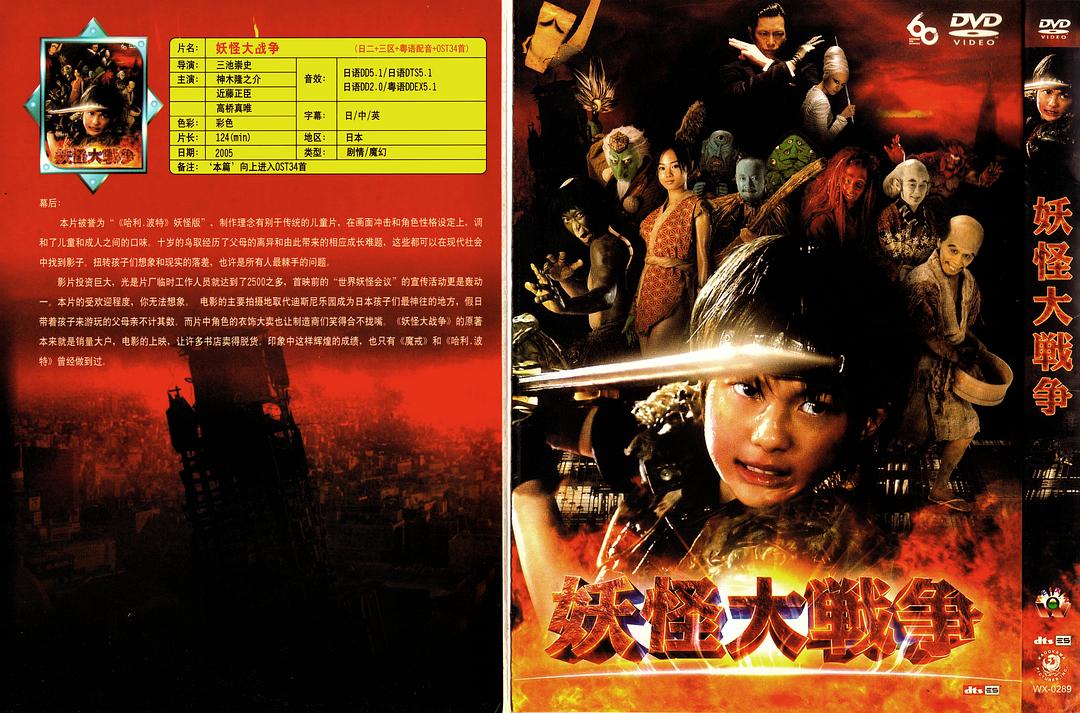 片名: 妖怪大战争 (日二+三区+粤语配音+OST34首)
导演: 三池崇史
主演: 神木隆之介
近藤正臣
高桥真唯
音效: 日语DD5.1/日语DTS5.1
日语DD2.0/粤语DDEX5.1
字幕: 日/中/英
色彩: 彩色
片长: 124(min) 地区: 日本
日期: 2005 类型: 剧情/魔幻
备注: ‘本篇’向上进入OST34首
幕后:
本片被誉为“《哈利.波特》妖怪版”, 制作理念有别于传统的儿童片, 在画面冲击和角色性格设定上, 调
和了儿童和成人之间的口味. 十岁的鸟取经历了父母的离异和由此带来的相应成长难题, 这些都可以在现代社会
中找到影子. 扭转孩子们想象和现实的落差, 也许是所有人最棘手的问题.
影片投资巨大, 光是片厂临时工作人员就达到了2500之多, 首映前的“世界妖怪会议”的宣传活动更是轰动
一. 本片的受欢迎程度, 你无法想象. 电影的主要拍摄地取代迪斯尼乐园成为日本孩子们最神往的地方, 假日
带着孩子来游玩的父母亲不计其数. 而片中角色的衣饰大卖也让制造商们笑得合不拢嘴. 《妖怪大战争》的原著
本来就是销量大户, 电影的上映, 让许多书店卖得脱货. 印象中这样辉煌的成绩, 也只有《魔戒》和《哈利.波
特》曾经做到过.
60
DVD
VIDEO
妖怪大戦争
dts ES
DVD
VIDEO
妖怪大戦争
dts ES
WX-0289